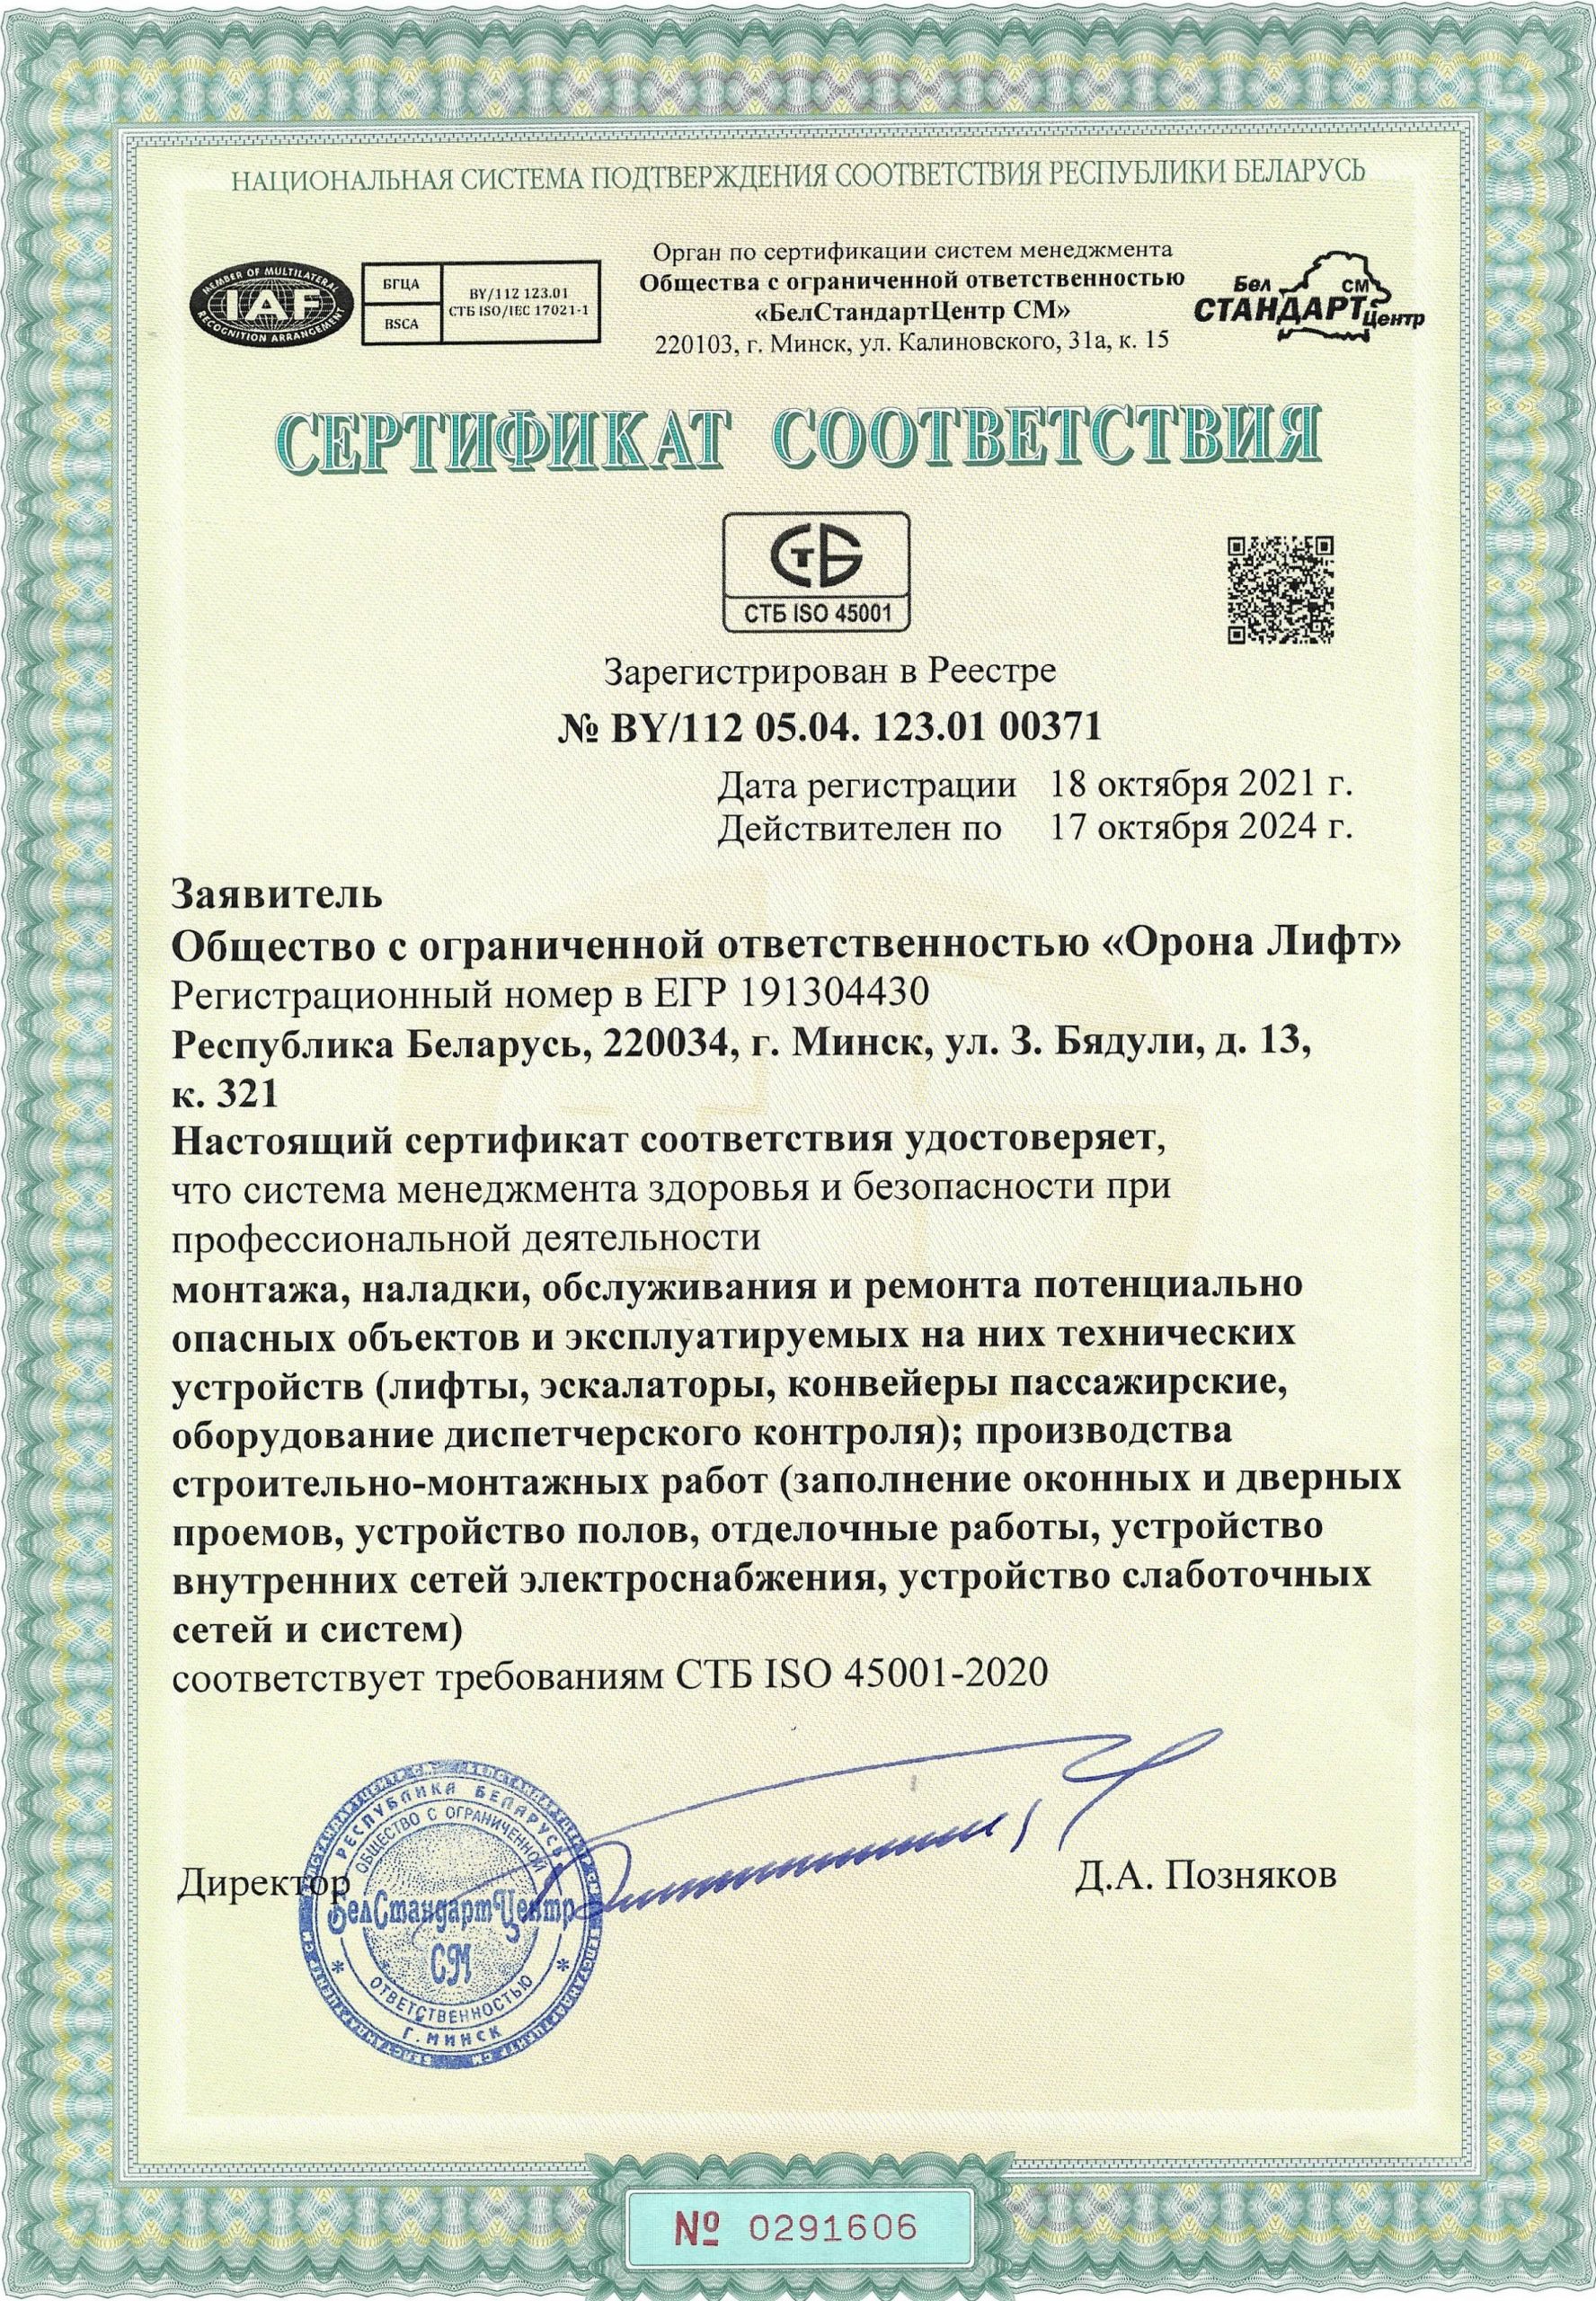 НАЦИОНАЛЬНАЯ СИСТЕМА ПОДТВЕРЖДЕНИЯ СООТВЕТСТВИЯ РЕСПУБЛИКИ БЕЛАРУСЬ
MEMBER OF MULTILATERAL
IAF
RECOGNITION ARRANGEMENT
БГЦА
BSCA
BY/112 123.01
СТБ ISO/IEC 17021-1
Орган по сертификации систем менеджмента
Общества с ограниченной ответственностью
«БелСтандартЦентр СМ»
220103, г. Минск, ул. Калиновского, 31а, к. 15
Бел СМ
СТАНДАРТ
Центр
СЕРТИФИКАТ СООТВЕТСТВИЯ
СТБ
СТБ ISO 45001
Зарегистрирован в Реестре
№ BY/112 05.04. 123.01 00371
Дата регистрации 18 октября 2021 г.
Действителен по 17 октября 2024 г.
Заявитель
Общество с ограниченной ответственностью «Орона Лифт»
Регистрационный номер в ЕГР 191304430
Республика Беларусь, 220034, г. Минск, ул. З. Бядули, д. 13,
к. 321
Настоящий сертификат соответствия удостоверяет,
что система менеджмента здоровья и безопасности при
профессиональной деятельности
монтажа, наладки, обслуживания и ремонта потенциально
опасных объектов и эксплуатируемых на них технических
устройств (лифты, эскалаторы, конвейеры пассажирские,
оборудование диспетчерского контроля); производства
строительно-монтажных работ (заполнение оконных и дверных
проемов, устройство полов, отделочные работы, устройство
внутренних сетей электроснабжения, устройство слаботочных
сетей и систем)
соответствует требованиям СТБ ISO 45001-2020
Директор
Д.А. Позняков
РЕСПУБЛИКА БЕЛАРУСЬ
ОБЩЕСТВО С ОГРАНИЧЕННОЙ
БелСтандартЦентр
СМ
ОТВЕТСТВЕННОСТЬЮ
Г. МИНСК
№ 0291606